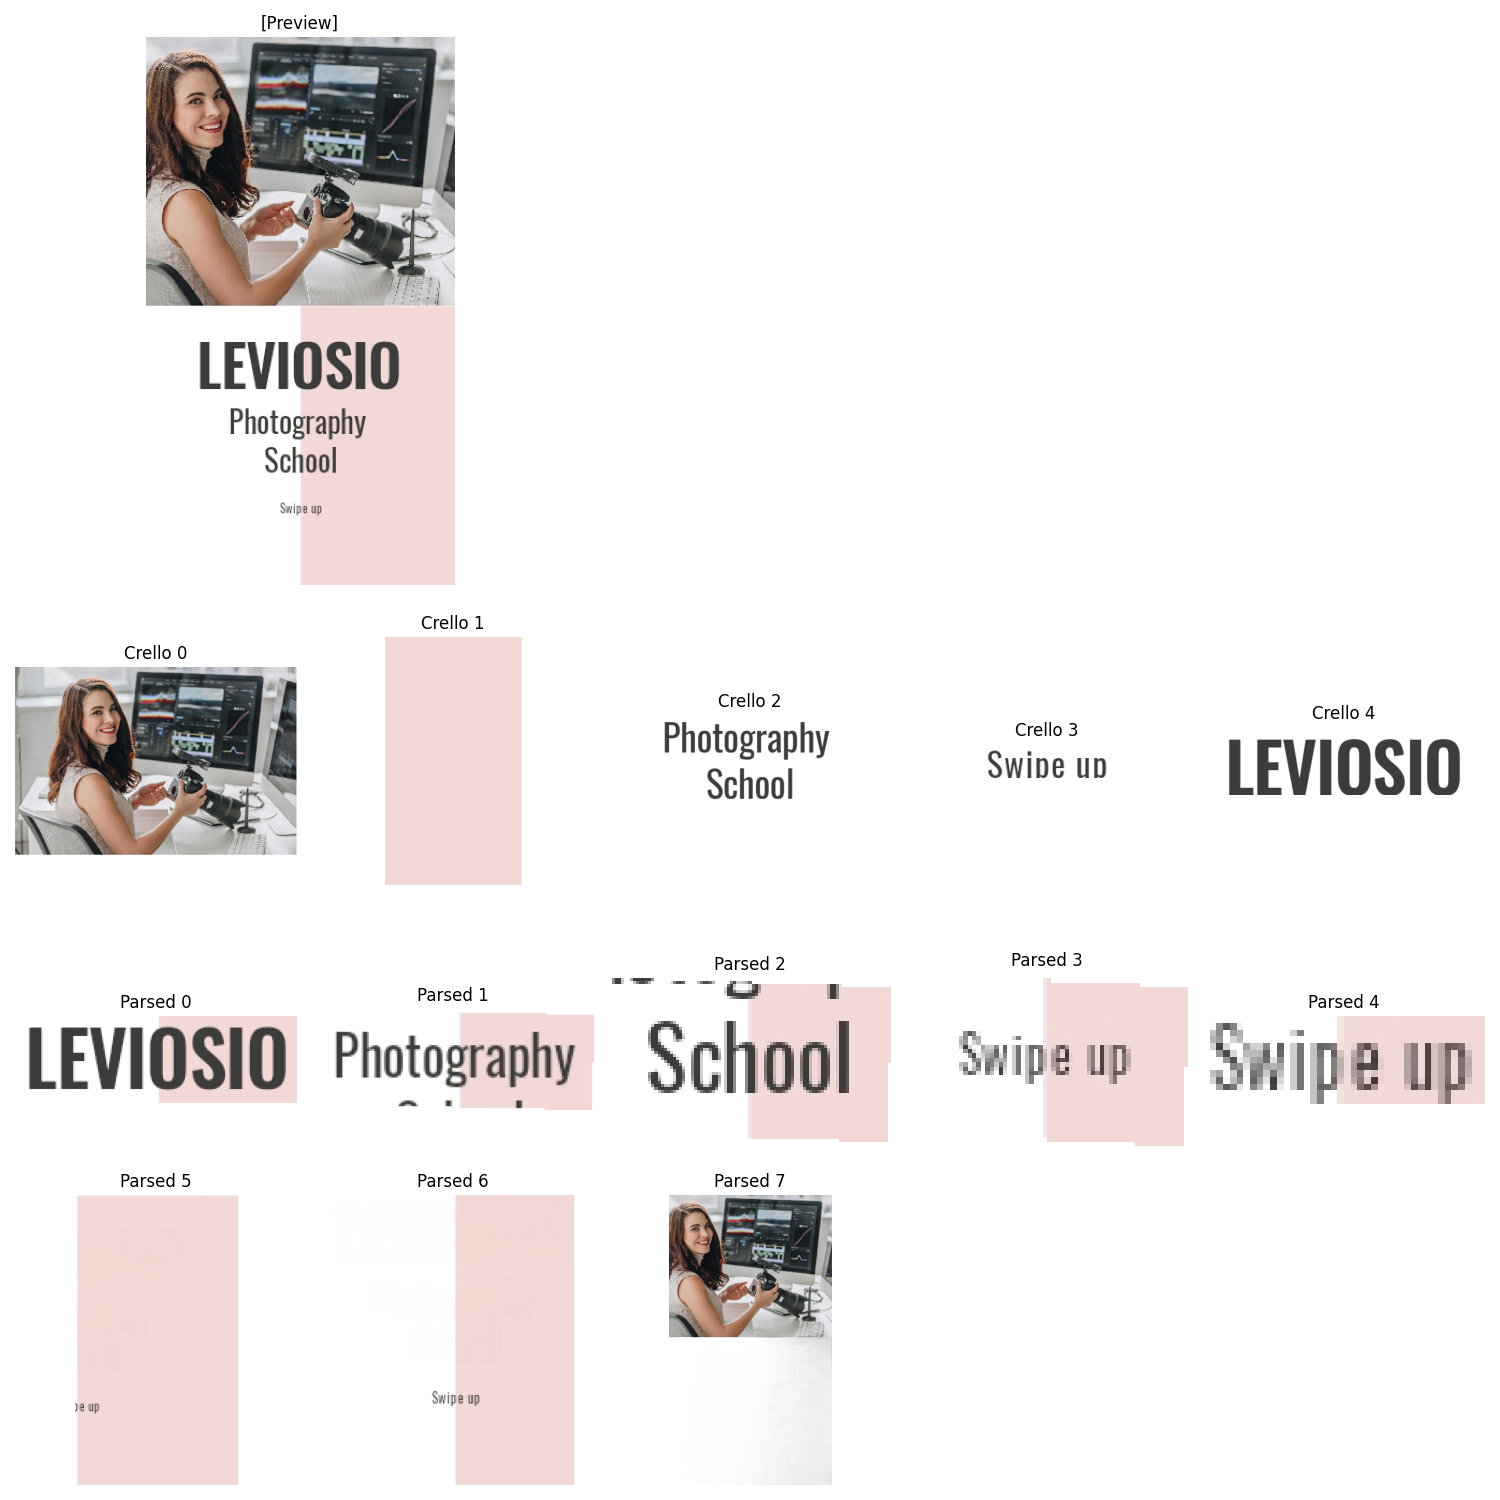 [Preview]
LEVIOSIO
Photography
School
Swipe up
Crello 0
Crello 1
Crello 2
Photography
School
Crello 3
Swipe up
Crello 4
LEVIOSIO
Parsed 0
LEVIOSIO
Parsed 1
Photography
Parsed 2
School
Parsed 3
Swipe up
Parsed 4
Swipe up
Parsed 5
pe up
Parsed 6
Swipe up
Parsed 7